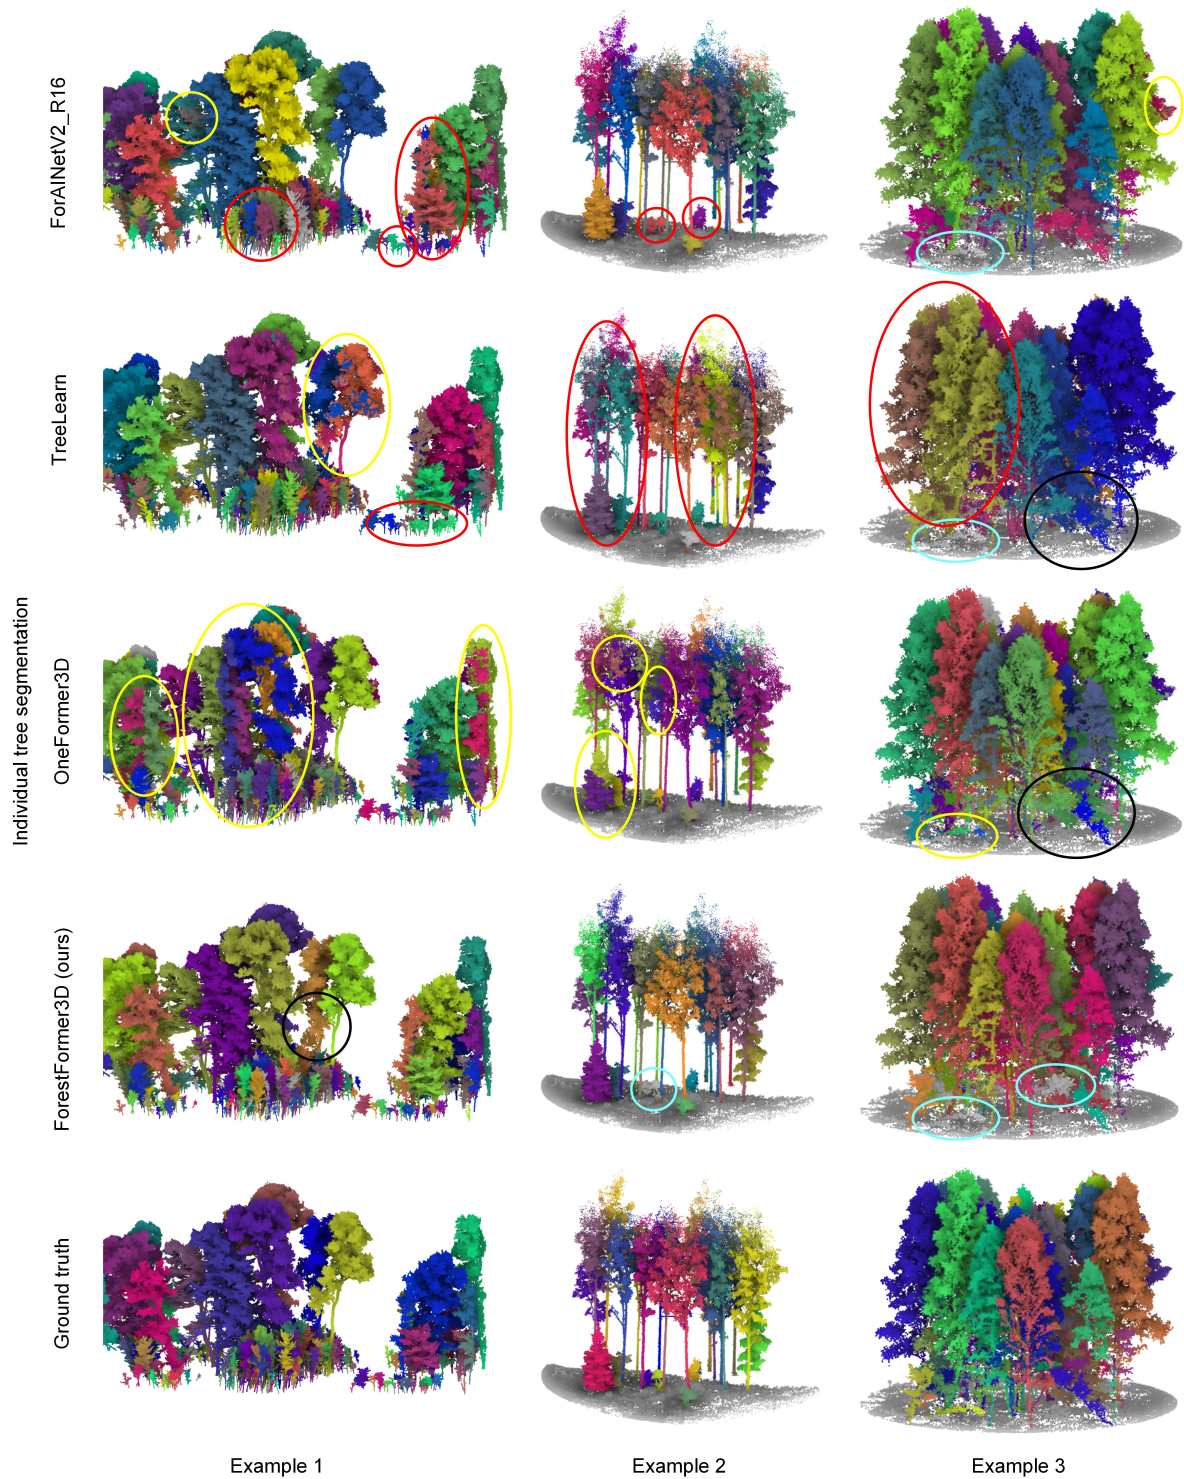 Individual tree segmentation
ForAINetV2_R16
TreeLearn
OneFormer3D
ForestFormer3D (ours)
Ground truth
Example 1
Example 2
Example 3